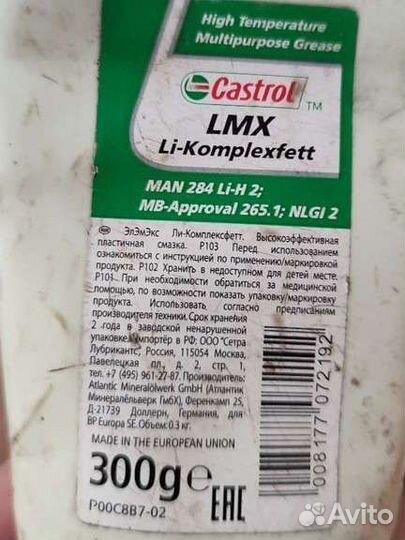 High Temperature
Multipurpose Grease
Castrol
TM
LMX
Li-Komplexfett
MAN 284 Li-H 2;
MB-Approval 265.1; NLGI 2
ЭлЭмЭкс Ли-Комплексфетт. Высокоэффективная
пластичная смазка. P103 Перед использованием
ознакомиться с инструкцией по применению/маркировкой
продукта. P102 Хранить в недоступном для детей месте.
P101 При необходимости обратиться за медицинской
помощью, по возможности показать упаковку/маркировку
продукта. Использовать согласно предписаниям
производителя техники. Срок хранения
2 года в заводской ненарушенной
упаковке. Импортёр в РФ: ООО "Сетра
Лубрикантс", Россия, 115054 Москва,
Павелецкая пл., д. 2, стр. 1,
тел. +7 (495) 961-27-87. Производитель:
Atlantic Mineralölwerk GmbH (Атлантик
Минералёльверк ГмбХ), Ференкамп 25,
Д-21739 Доллерн, Германия, для
BP Europa SE. Объем: 0.3 кг.
MADE IN THE EUROPEAN UNION
300g℮
EAC
P00C8B7-02
008177 072192
Avito